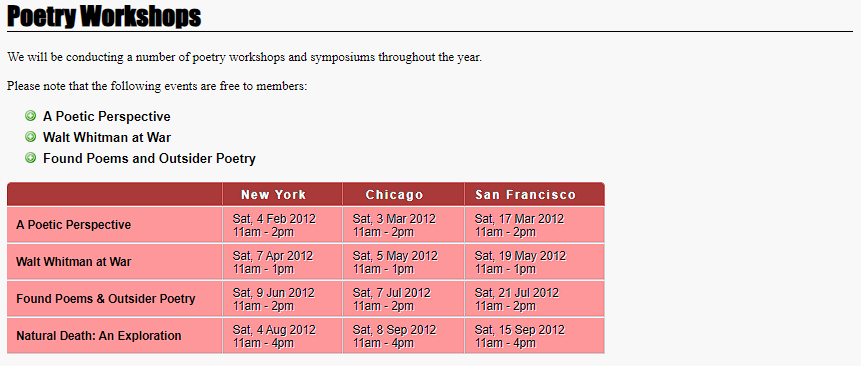 Poetry Workshops
We will be conducting a number of poetry workshops and symposiums throughout the year.
Please note that the following events are free to members:
A Poetic Perspective
Walt Whitman at War
Found Poems and Outsider Poetry
New York Chicago San Francisco
A Poetic Perspective
Sat, 4 Feb 2012
11am - 2pm
Sat, 3 Mar 2012
11am - 2pm
Sat, 17 Mar 2012
11am - 2pm
Walt Whitman at War
Sat, 7 Apr 2012
11am - 1pm
Sat, 5 May 2012
11am - 1pm
Sat, 19 May 2012
11am - 1pm
Found Poems & Outsider Poetry
Sat, 9 Jun 2012
11am - 2pm
Sat, 7 Jul 2012
11am - 2pm
Sat, 21 Jul 2012
11am - 2pm
Natural Death: An Exploration
Sat, 4 Aug 2012
11am - 4pm
Sat, 8 Sep 2012
11am - 4pm
Sat, 15 Sep 2012
11am - 4pm